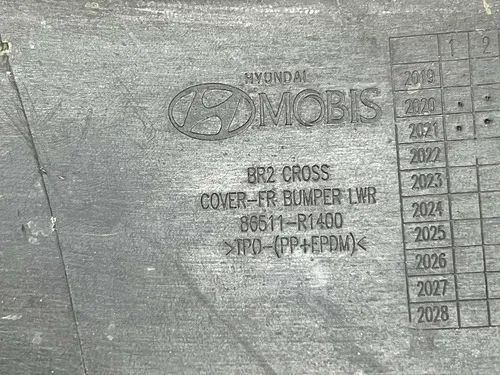 HYUNDAI
MOBIS
BR2 CROSS
COVER-FR BUMPER LWR
86511-R1400
>TPO-(PP+EPDM)<
1 2
2019
2020
2021
2022
2023
2024
2025
2026
2027
2028